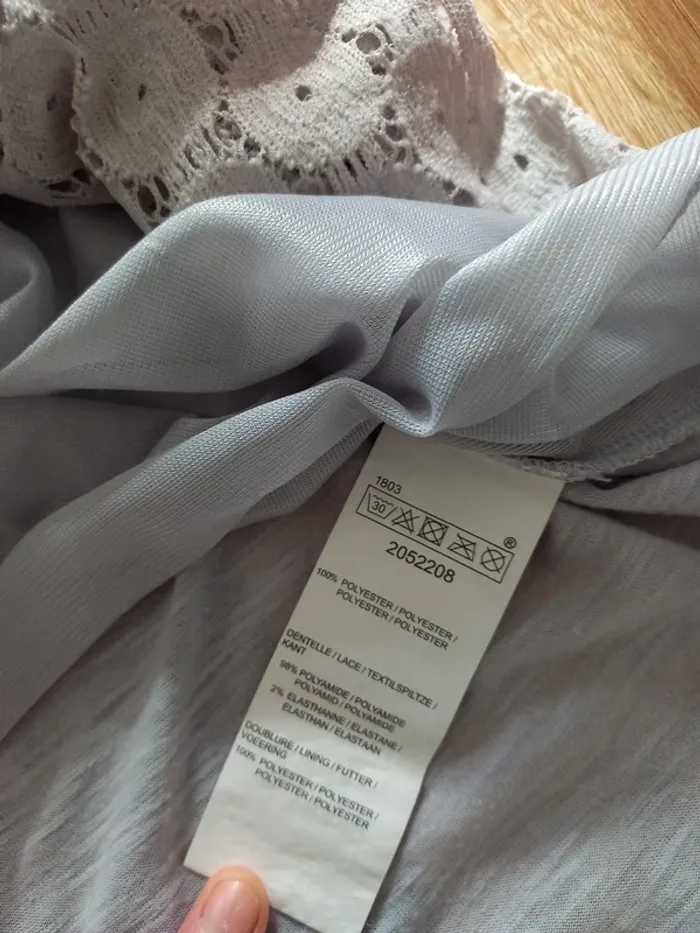 1803
30
®
2052208
100% POLYESTER / POLYESTER /
POLYESTER / POLYESTER
DENTELLE / LACE / TEXTILSPILTZE /
KANT
98% POLYAMIDE / POLYAMIDE
POLYAMID / POLYAMIDE
2% ELASTHANNE / ELASTANE /
ELASTHAN / ELASTAAN
DOUBLURE / LINING / FUTTER /
VOERING
100% POLYESTER / POLYESTER /
POLYESTER / POLYESTER